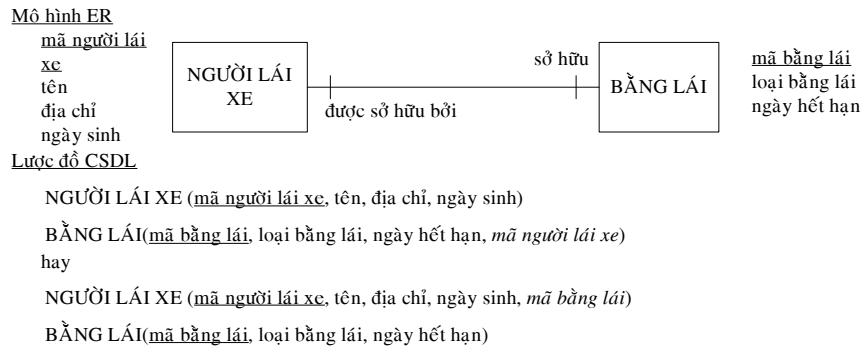 Mô hình ER
mã người lái
xe
tên
địa chỉ
ngày sinh
NGƯỜI LÁI
XE
được sở hữu bởi
sở hữu
BẰNG LÁI
mã bằng lái
loại bằng lái
ngày hết hạn
Lược đồ CSDL
NGƯỜI LÁI XE (mã người lái xe, tên, địa chỉ, ngày sinh)
BẰNG LÁI(mã bằng lái, loại bằng lái, ngày hết hạn, mã người lái xe)
hay
NGƯỜI LÁI XE (mã người lái xe, tên, địa chỉ, ngày sinh, mã bằng lái)
BẰNG LÁI(mã bằng lái, loại bằng lái, ngày hết hạn)